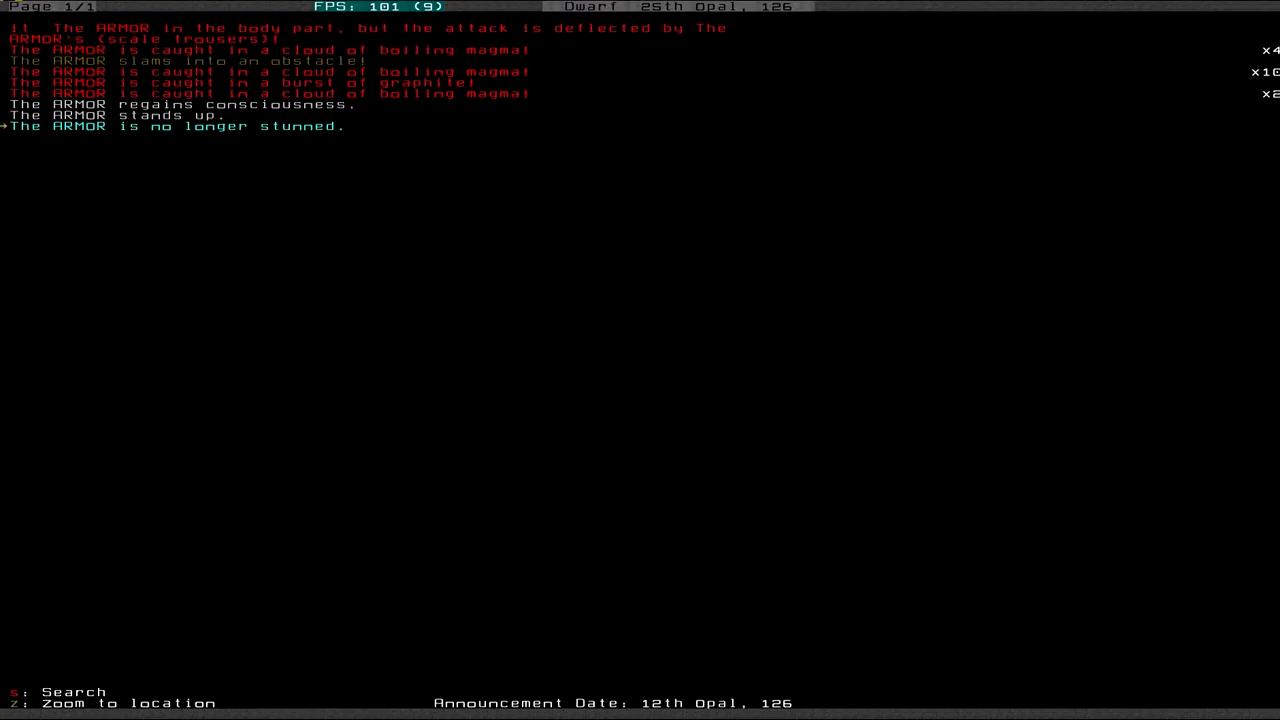 Page 1/1 FPS: 101 (9) Dwarf 25th Opal, 126
it The ARMOR in the body part, but the attack is deflected by The
ARMOR's (scale trousers)!
The ARMOR is caught in a cloud of boiling magma! x4
The ARMOR slams into an obstacle!
The ARMOR is caught in a cloud of boiling magma! x10
The ARMOR is caught in a burst of graphite!
The ARMOR is caught in a cloud of boiling magma! x2
The ARMOR regains consciousness.
The ARMOR stands up.
→The ARMOR is no longer stunned.
s: Search
z: Zoom to location Announcement Date: 12th Opal, 126